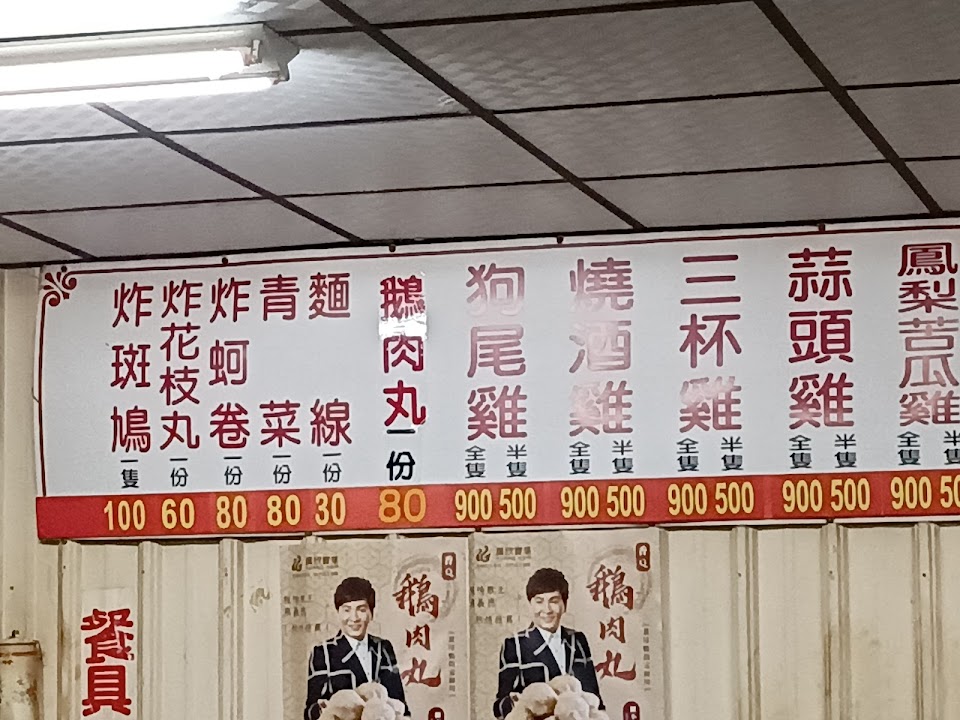 鳳梨苦瓜雞 全隻 半隻 900
蒜頭雞 全隻 半隻 900 500
三杯雞 全隻 半隻 900 500
燒酒雞 全隻 半隻 900 500
狗尾雞 全隻 半隻 900 500
鵝肉丸 一份 80
麵線 一份 30
青菜 一份 80
炸蚵卷 一份 80
炸花枝丸 一份 60
炸斑鳩 一隻 100
鵝肉丸
鵝肉丸
餐具